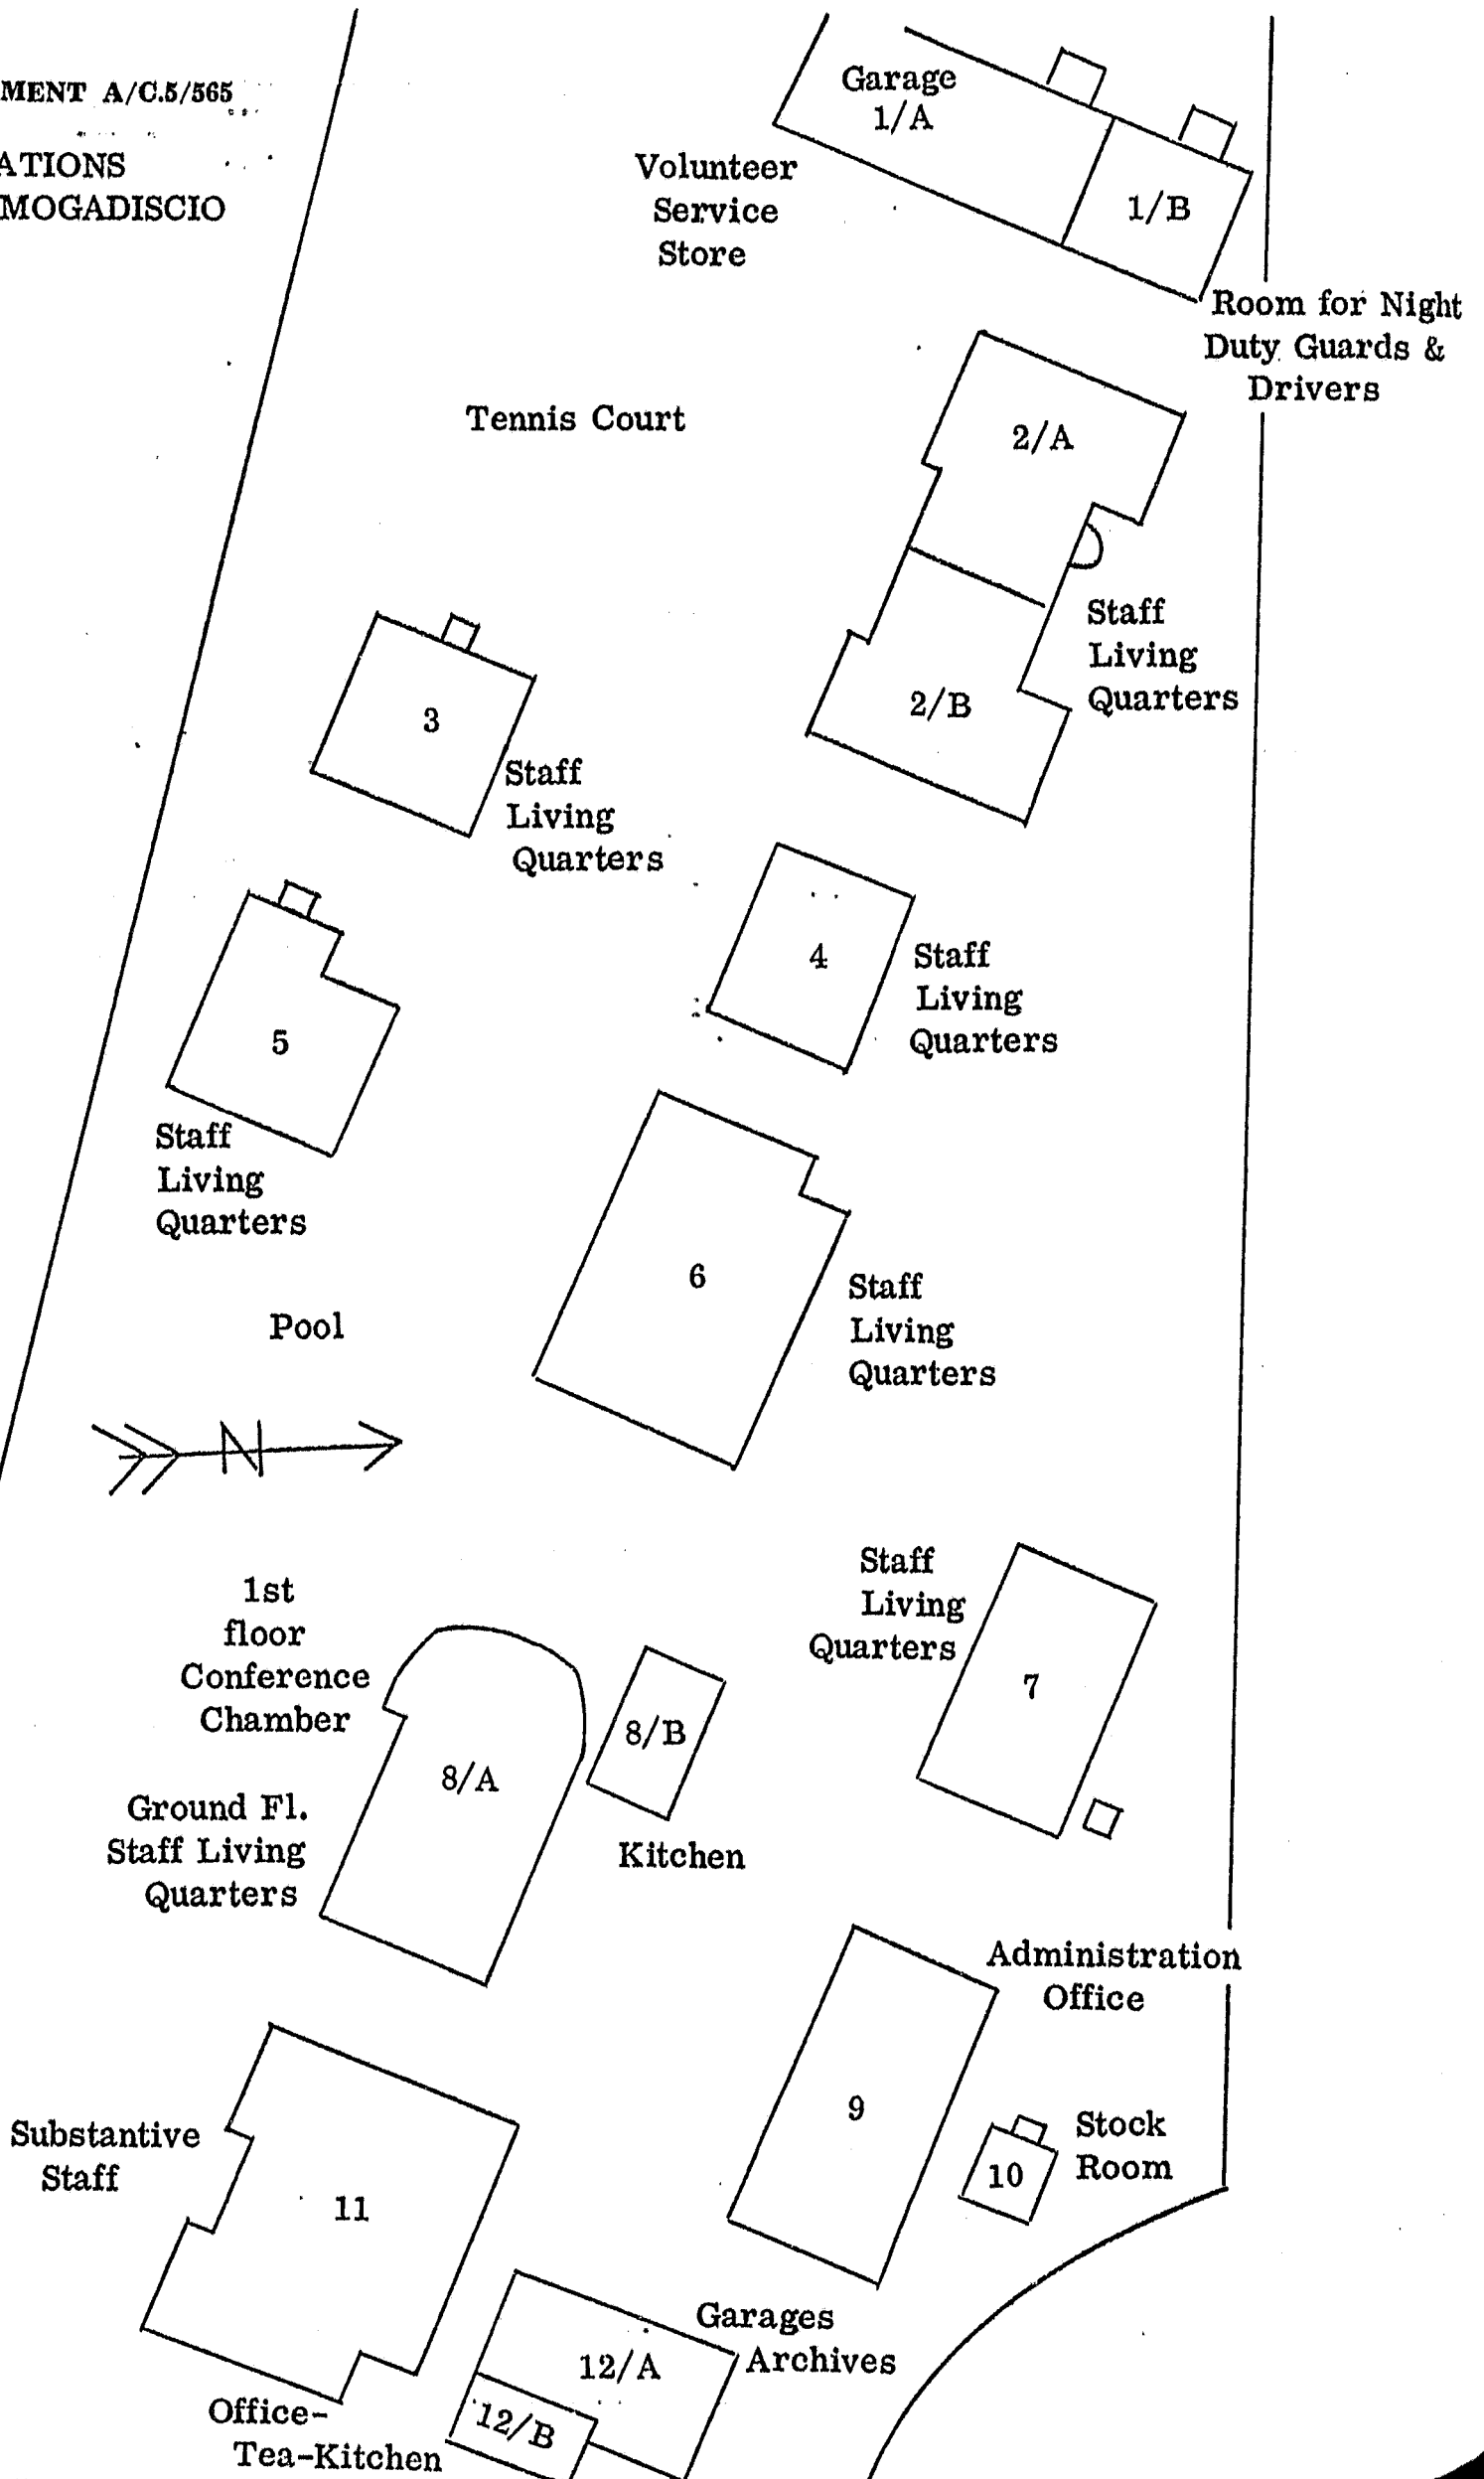 MENT A/C.5/565
ATIONS
MOGADISCIO
Garage
1/A
Volunteer
Service
Store
1/B
Room for Night
Duty Guards &
Drivers
Tennis Court
2/A
Staff
Living
Quarters
2/B
3
Staff
Living
Quarters
4
Staff
Living
Quarters
5
Staff
Living
Quarters
6
Staff
Living
Quarters
Pool
N
1st
floor
Conference
Chamber
Staff
Living
Quarters
7
8/B
8/A
Ground Fl.
Staff Living
Quarters
Kitchen
Administration
Office
9
Stock
Room
10
Substantive
Staff
11
Garages
Archives
12/A
12/B
Office-
Tea-Kitchen